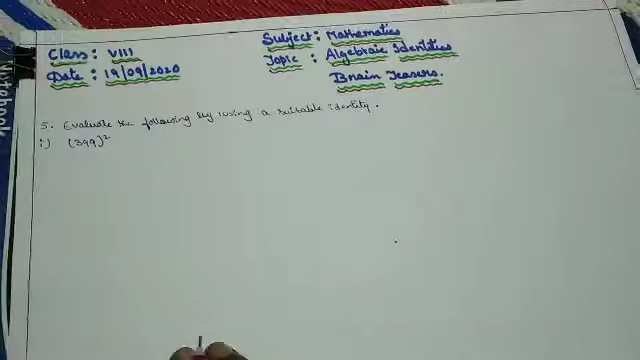 Class: VIII
Date: 19/09/2020
Subject: Mathematics
Topic: Algebraic Identities
Brain Teasers.
5. Evaluate the following by using a suitable identity.
i) (399)²